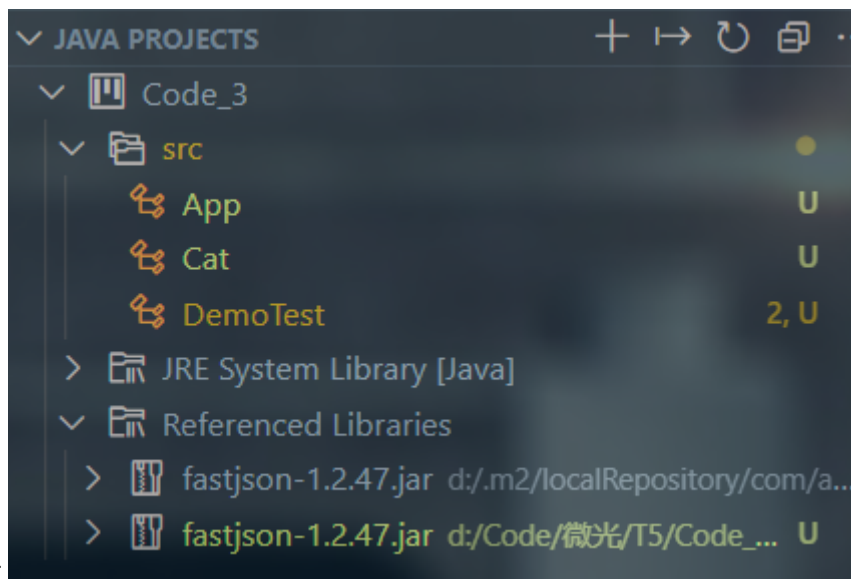 JAVA PROJECTS
Code_3
src
App U
Cat U
DemoTest 2, U
JRE System Library [Java]
Referenced Libraries
fastjson-1.2.47.jar d:/.m2/localRepository/com/a...
fastjson-1.2.47.jar d:/Code/微光/T5/Code_... U